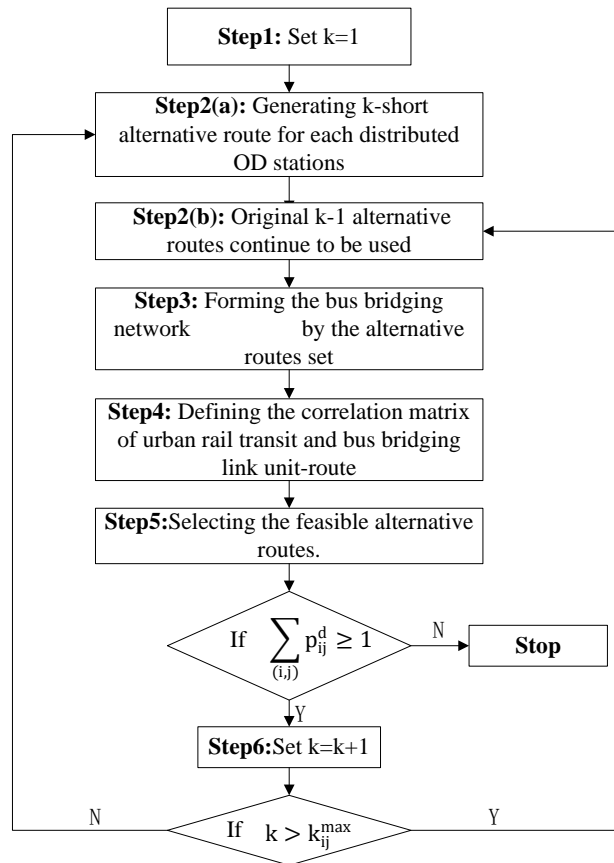 Step1: Set k=1
Step2(a): Generating k-short
alternative route for each distributed
OD stations
Step2(b): Original k-1 alternative
routes continue to be used
Step3: Forming the bus bridging
network by the alternative
routes set
Step4: Defining the correlation matrix
of urban rail transit and bus bridging
link unit-route
Step5:Selecting the feasible alternative
routes.
If ∑_(i,j) p_ij^d ≥ 1
N
Stop
Y
Step6:Set k=k+1
N
If k > k_ij^max
Y